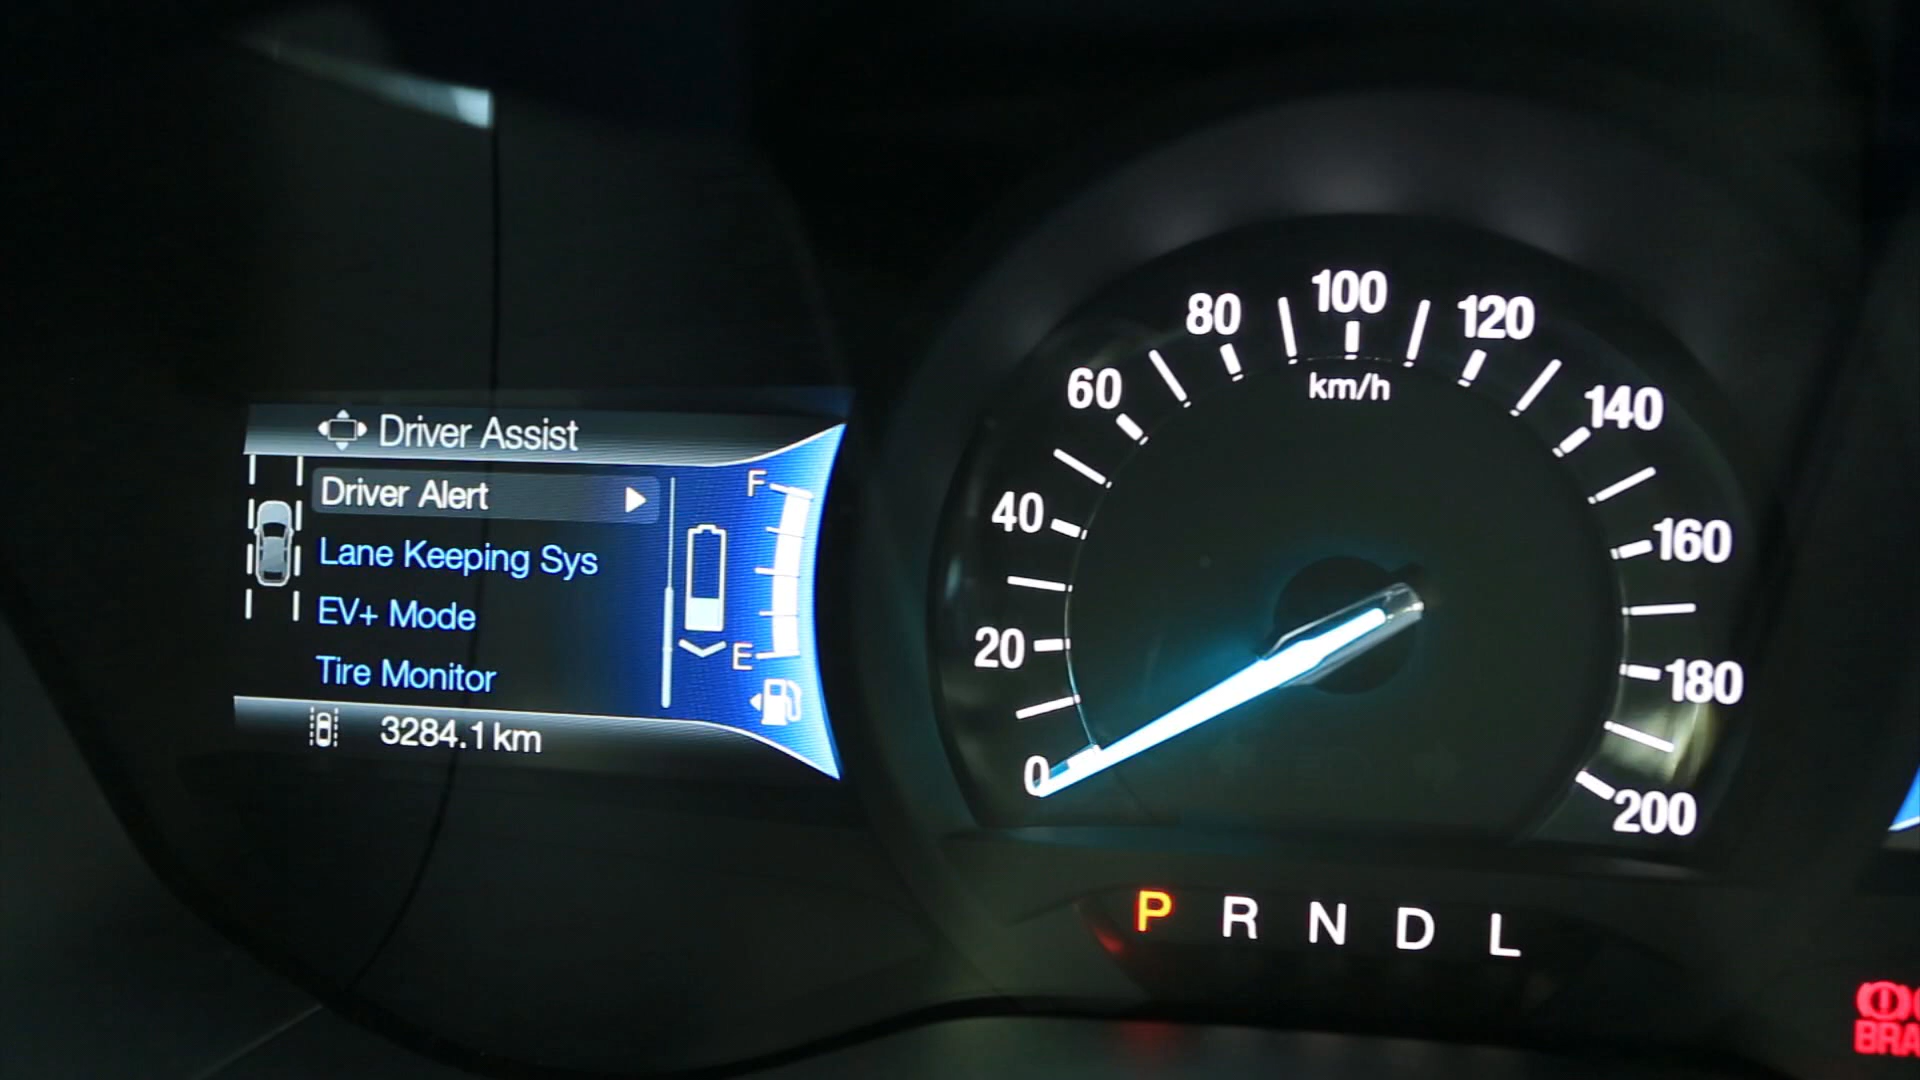 Driver Assist
Driver Alert
Lane Keeping Sys
EV+ Mode
Tire Monitor
3284.1 km
F
E
0
20
40
60
80
100
120
140
160
180
200
km/h
P R N D L